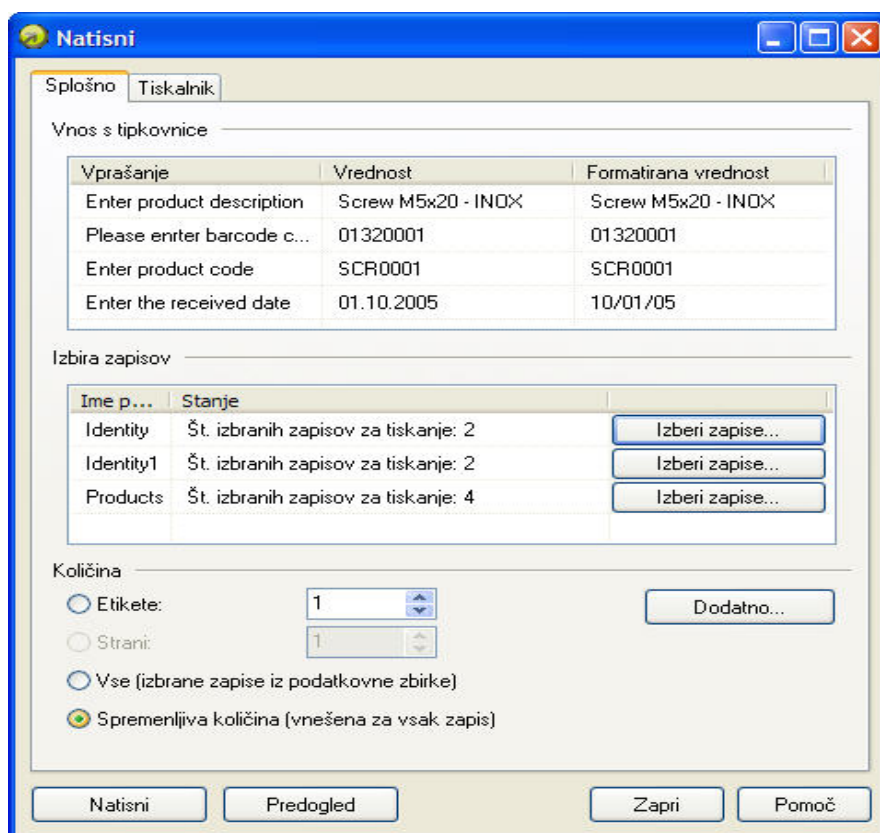 Natisni
Splošno Tiskalnik
Vnos s tipkovnice
Vprašanje Vrednost Formatirana vrednost
Enter product description Screw M5x20 - INOX Screw M5x20 - INOX
Please enrter barcode c... 01320001 01320001
Enter product code SCR0001 SCR0001
Enter the received date 01.10.2005 10/01/05
Izbira zapisov
Ime p... Stanje
Identity Št. izbranih zapisov za tiskanje: 2 Izberi zapise...
Identity1 Št. izbranih zapisov za tiskanje: 2 Izberi zapise...
Products Št. izbranih zapisov za tiskanje: 4 Izberi zapise...
Količina
Etikete: 1 Dodatno...
Strani: 1
Vse (izbrane zapise iz podatkovne zbirke)
Spremenljiva količina (vnešena za vsak zapis)
Natisni Predogled Zapri Pomoč